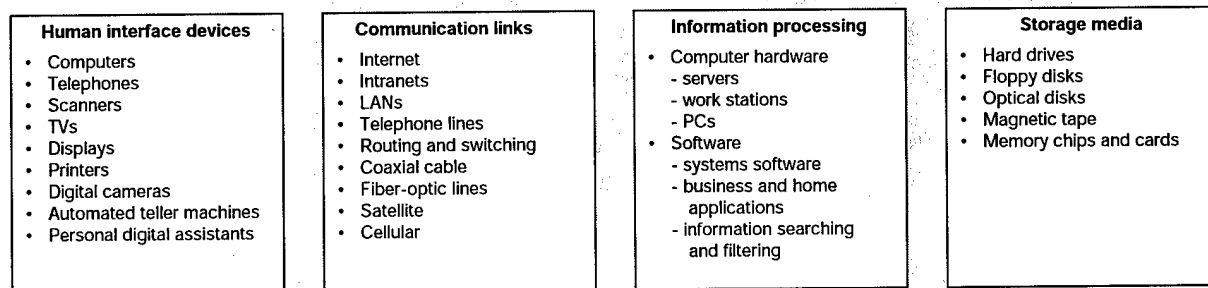 Human interface devices
• Computers
• Telephones
• Scanners
• TVs
• Displays
• Printers
• Digital cameras
• Automated teller machines
• Personal digital assistants
Communication links
• Internet
• Intranets
• LANs
• Telephone lines
• Routing and switching
• Coaxial cable
• Fiber-optic lines
• Satellite
• Cellular
Information processing
• Computer hardware
- servers
- work stations
- PCs
• Software
- systems software
- business and home
applications
- information searching
and filtering
Storage media
• Hard drives
• Floppy disks
• Optical disks
• Magnetic tape
• Memory chips and cards